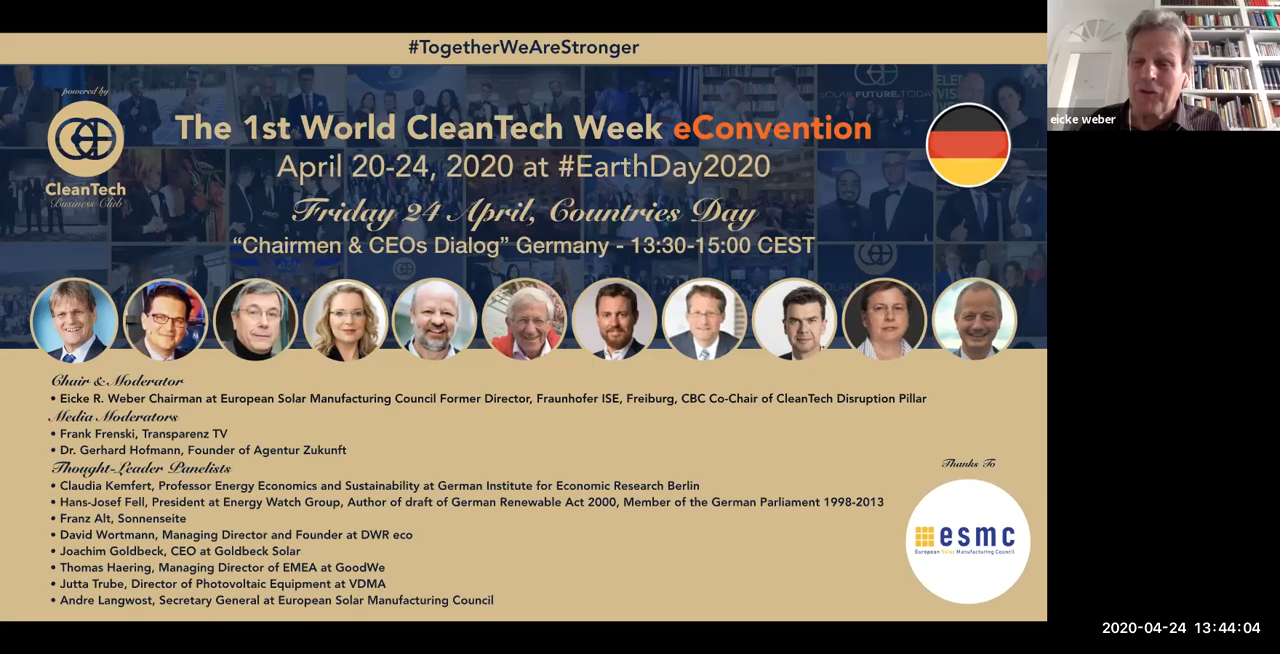 #TogetherWeAreStronger
powered by
CleanTech
Business Club
The 1st World CleanTech Week eConvention
April 20-24, 2020 at #EarthDay2020
Friday 24 April, Countries Day
“Chairmen & CEOs Dialog” Germany - 13:30-15:00 CEST
SOLAR FUTURE.TODAY
eicke weber
Chair & Moderator
• Eicke R. Weber Chairman at European Solar Manufacturing Council Former Director, Fraunhofer ISE, Freiburg, CBC Co-Chair of CleanTech Disruption Pillar
Media Moderators
• Frank Frenski, Transparenz TV
• Dr. Gerhard Hofmann, Founder of Agentur Zukunft
Thought-Leader Panelists
• Claudia Kemfert, Professor Energy Economics and Sustainability at German Institute for Economic Research Berlin
• Hans-Josef Fell, President at Energy Watch Group, Author of draft of German Renewable Act 2000, Member of the German Parliament 1998-2013
• Franz Alt, Sonnenseite
• David Wortmann, Managing Director and Founder at DWR eco
• Joachim Goldbeck, CEO at Goldbeck Solar
• Thomas Haering, Managing Director of EMEA at GoodWe
• Jutta Trube, Director of Photovoltaic Equipment at VDMA
• Andre Langwost, Secretary General at European Solar Manufacturing Council
Thanks To
esmc
European Solar Manufacturing Council
2020-04-24 13:44:04